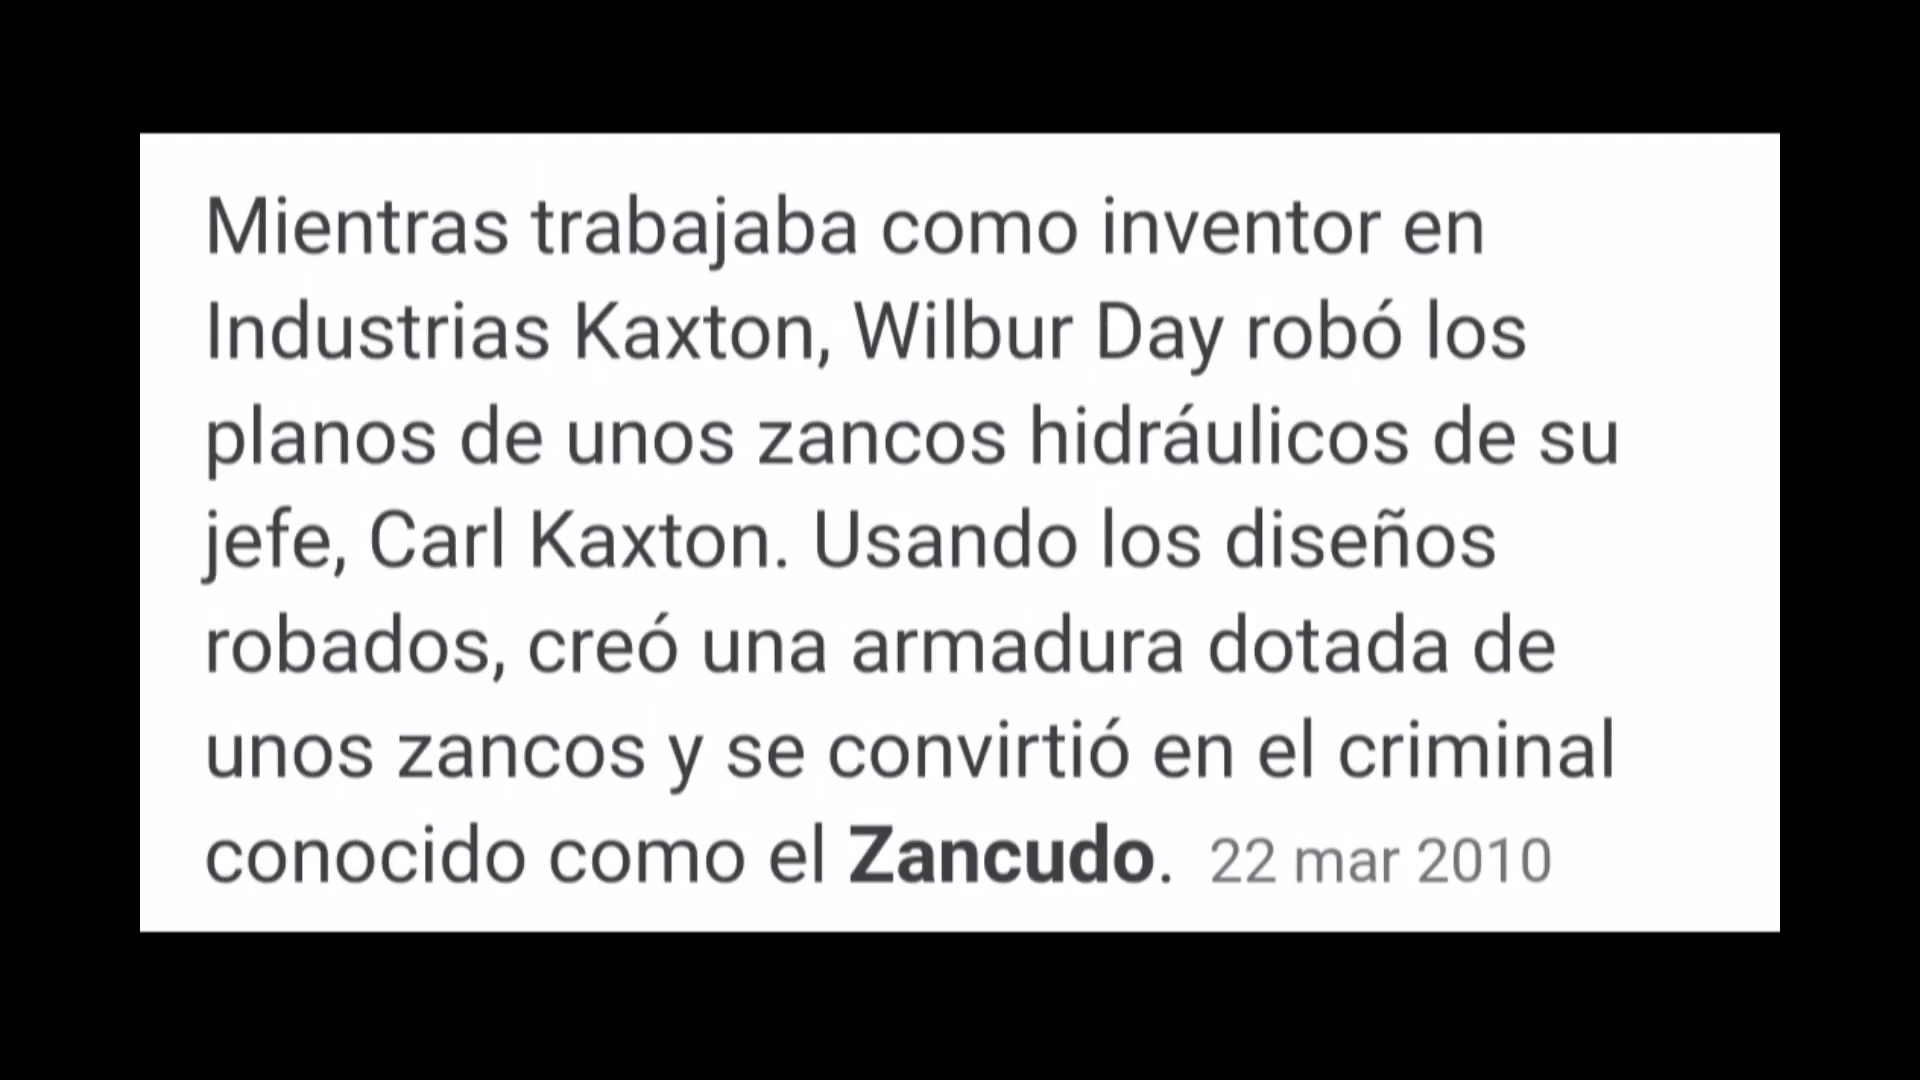 Mientras trabajaba como inventor en
Industrias Kaxton, Wilbur Day robó los
planos de unos zancos hidráulicos de su
jefe, Carl Kaxton. Usando los diseños
robados, creó una armadura dotada de
unos zancos y se convirtió en el criminal
conocido como el Zancudo. 22 mar 2010